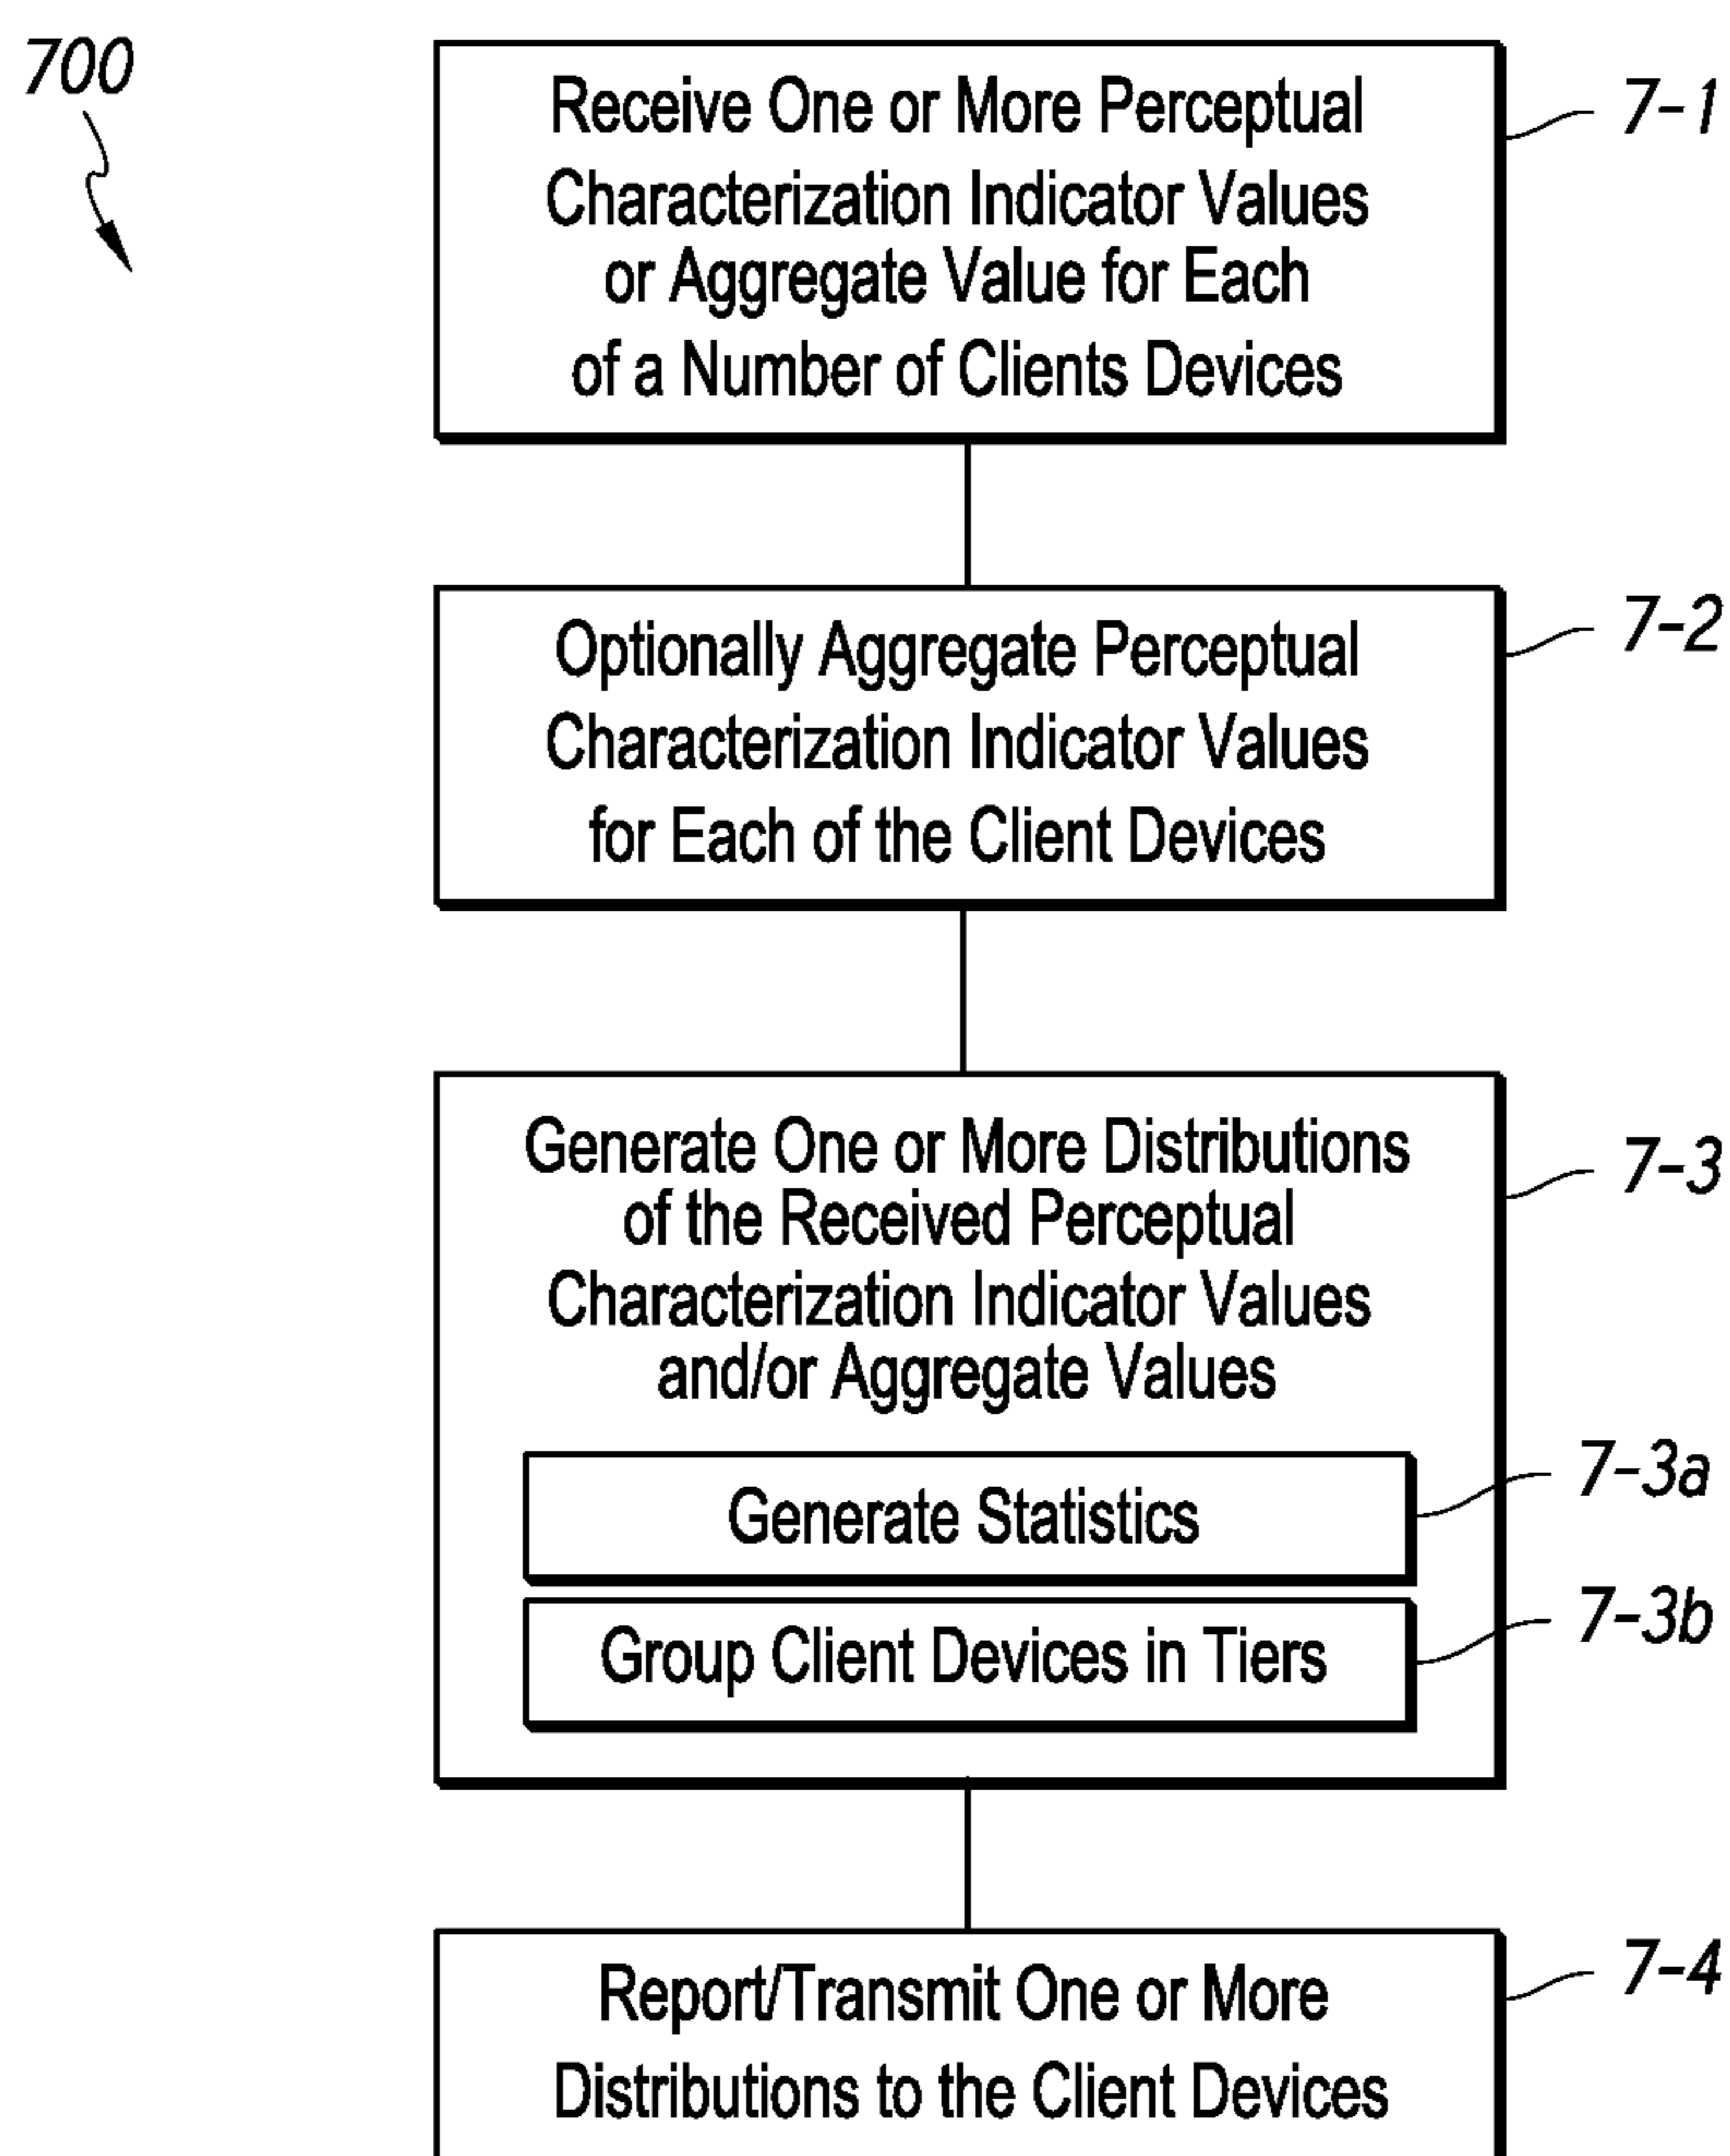 700
Receive One or More Perceptual
Characterization Indicator Values
or Aggregate Value for Each
of a Number of Clients Devices
7-1
Optionally Aggregate Perceptual
Characterization Indicator Values
for Each of the Client Devices
7-2
Generate One or More Distributions
of the Received Perceptual
Characterization Indicator Values
and/or Aggregate Values
7-3
Generate Statistics
7-3a
Group Client Devices in Tiers
7-3b
Report/Transmit One or More
Distributions to the Client Devices
7-4